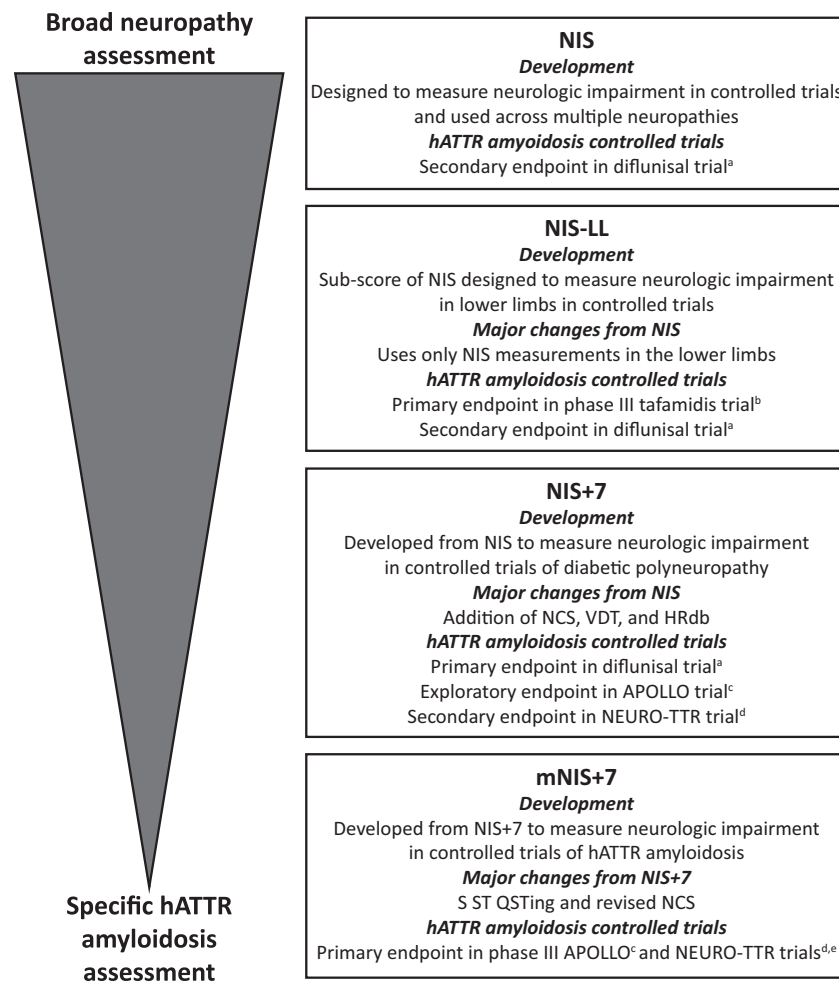 Broad neuropathy
assessment
NIS
Development
Designed to measure neurologic impairment in controlled trials
and used across multiple neuropathies
hATTR amyoidosis controlled trials
Secondary endpoint in diflunisal trialᵃ
NIS-LL
Development
Sub-score of NIS designed to measure neurologic impairment
in lower limbs in controlled trials
Major changes from NIS
Uses only NIS measurements in the lower limbs
hATTR amyloidosis controlled trials
Primary endpoint in phase III tafamidis trialᵇ
Secondary endpoint in diflunisal trialᵃ
NIS+7
Development
Developed from NIS to measure neurologic impairment
in controlled trials of diabetic polyneuropathy
Major changes from NIS
Addition of NCS, VDT, and HRdb
hATTR amyloidosis controlled trials
Primary endpoint in diflunisal trialᵃ
Exploratory endpoint in APOLLO trialᶜ
Secondary endpoint in NEURO-TTR trialᵈ
mNIS+7
Development
Developed from NIS+7 to measure neurologic impairment
in controlled trials of hATTR amyloidosis
Major changes from NIS+7
S ST QSTing and revised NCS
hATTR amyloidosis controlled trials
Primary endpoint in phase III APOLLOᶜ and NEURO-TTR trialsᵈ,ᵉ
Specific hATTR
amyloidosis
assessment